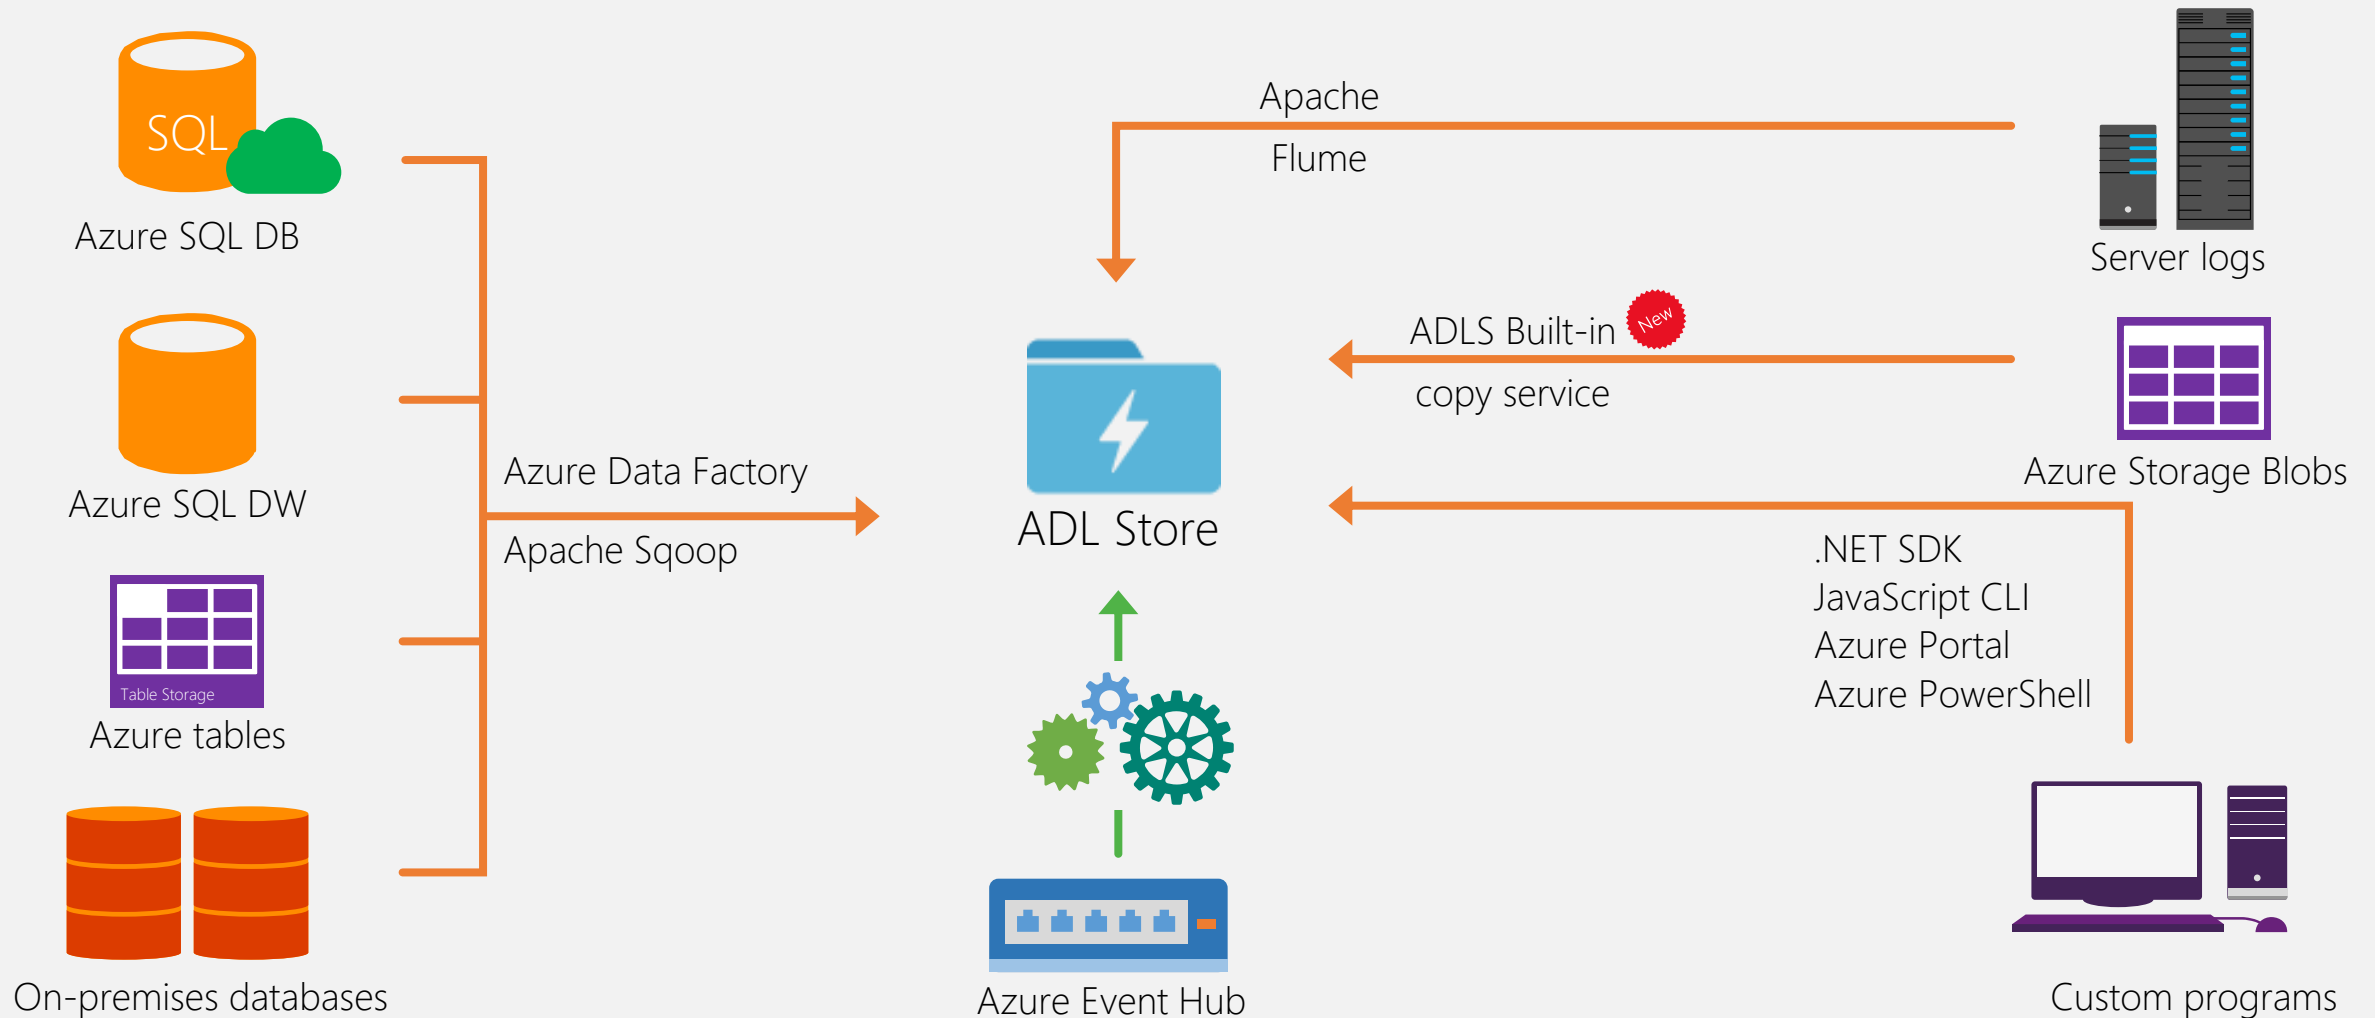 SQL
Azure SQL DB
Azure SQL DW
Table Storage
Azure tables
On-premises databases
Azure Data Factory
Apache Sqoop
Apache
Flume
ADL Store
Azure Event Hub
ADLS Built-in
New
copy service
.NET SDK
JavaScript CLI
Azure Portal
Azure PowerShell
Server logs
Azure Storage Blobs
Custom programs